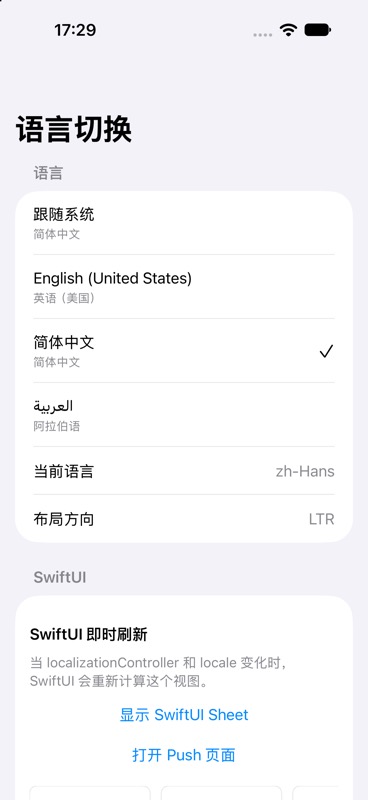 17:29
语言切换
语言
跟随系统
简体中文
English (United States)
英语（美国）
简体中文
简体中文
العربية
阿拉伯语
当前语言 zh-Hans
布局方向 LTR
SwiftUI
SwiftUI 即时刷新
当 localizationController 和 locale 变化时，
SwiftUI 会重新计算这个视图。
显示 SwiftUI Sheet
打开 Push 页面